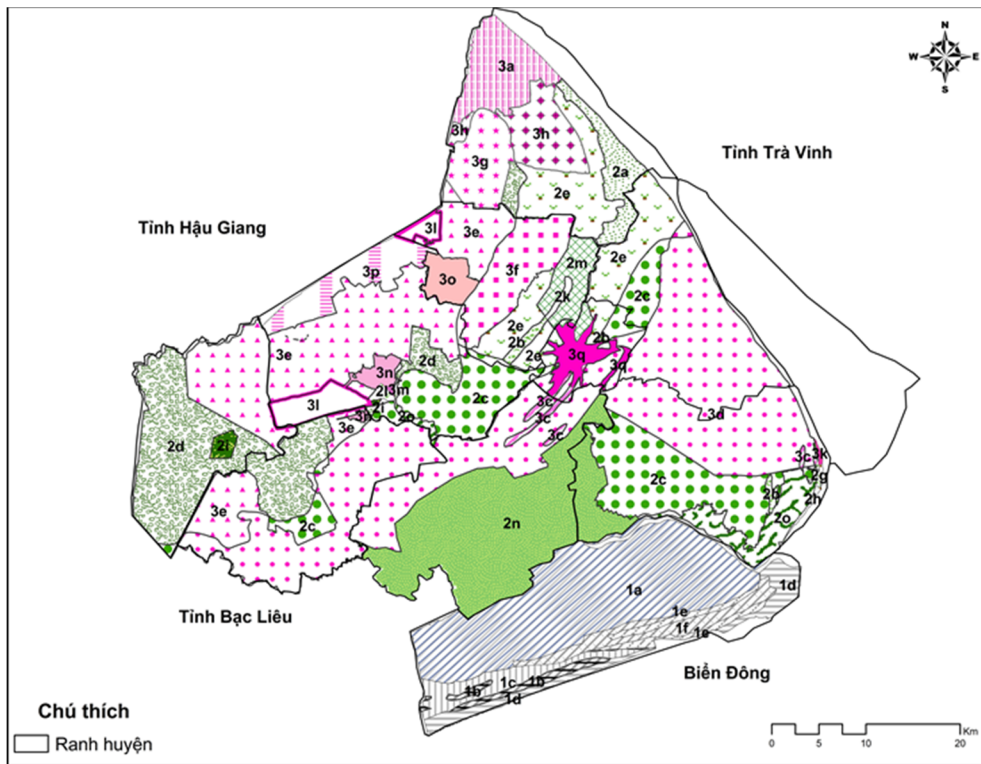 N
W E
S
3a
3h
3h
Tỉnh Trà Vinh
3g
2a
2e
Tỉnh Hậu Giang
3l
3e
2e
2m
3p
3f
3o
2k
2c
2e
2b
2b
3e
2d
2e
3q
3q
3n
2l
3m
2c
3l
2i
3c
3d
3h
2e
3e
3c
3c
2d
2i
3c
3k
2g
2c
2b
2h
3e
2n
2c
2o
1a
1d
Tỉnh Bạc Liêu
1e
1f
1e
Biển Đông
1c
1b
1b
1d
Chú thích
Ranh huyện
Km
0 5 10 20